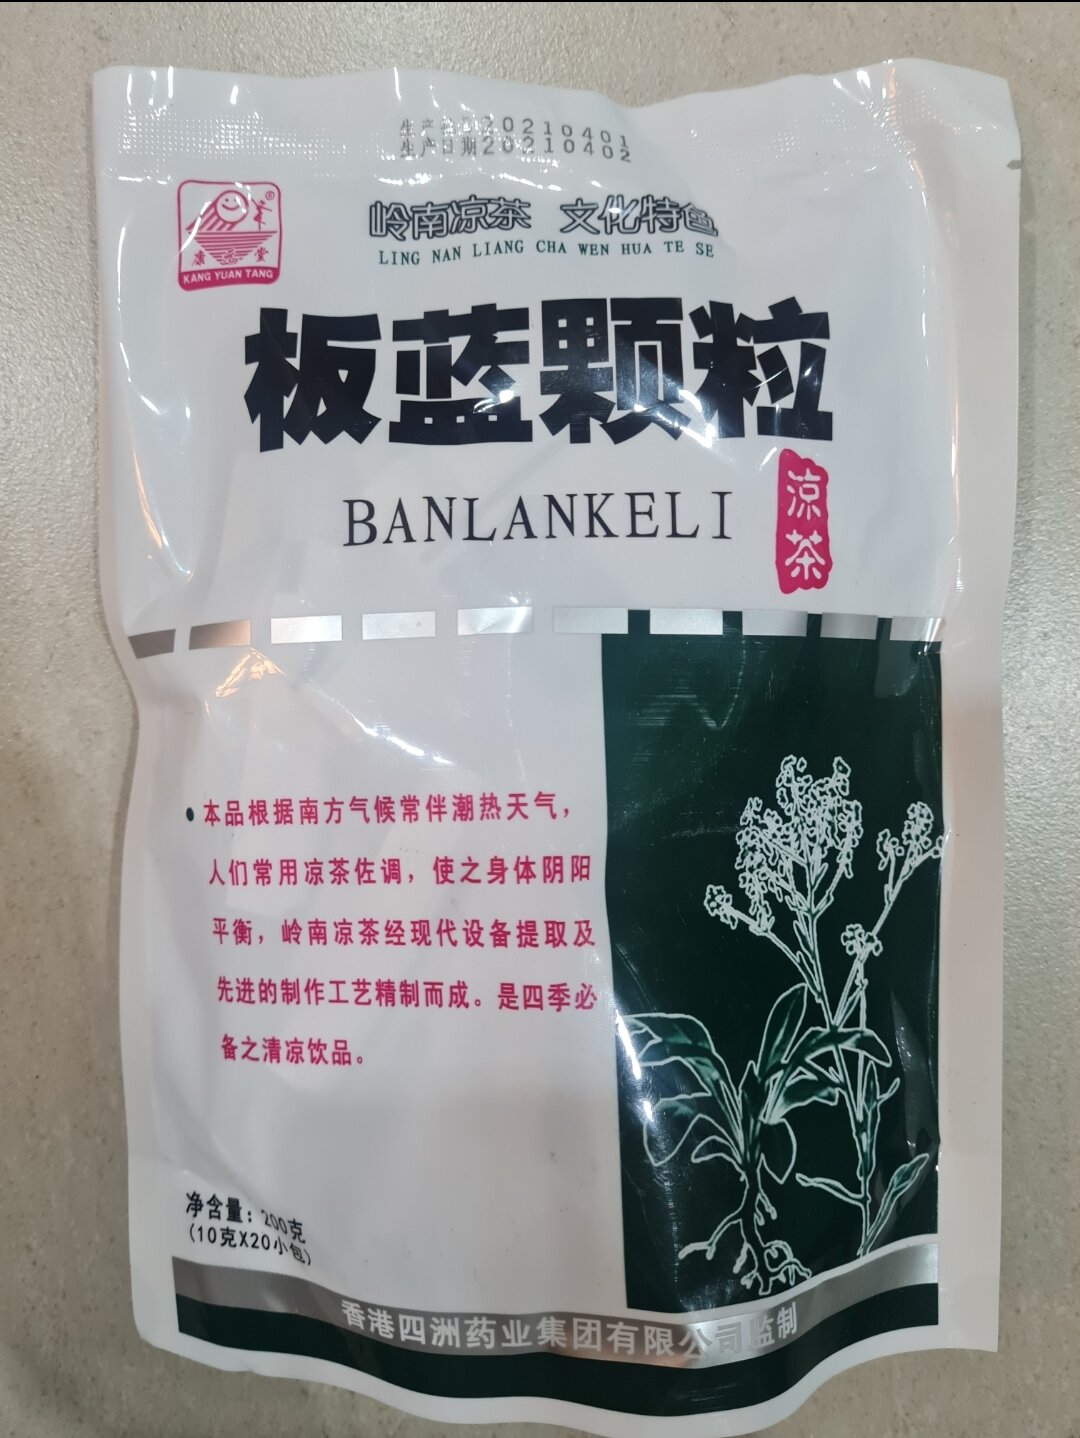 生产日期20210402
岭南凉茶 文化特色
LING NAN LIANG CHA WEN HUA TE SE
康源堂
KANG YUAN TANG
板蓝颗粒
BANLANKELI
凉茶
本品根据南方气候常伴潮热天气，
人们常用凉茶佐调，使之身体阴阳
平衡，岭南凉茶经现代设备提取及
先进的制作工艺精制而成。是四季必
备之清凉饮品。
净含量：200克
(10克X20小包)
香港四洲药业集团有限公司监制